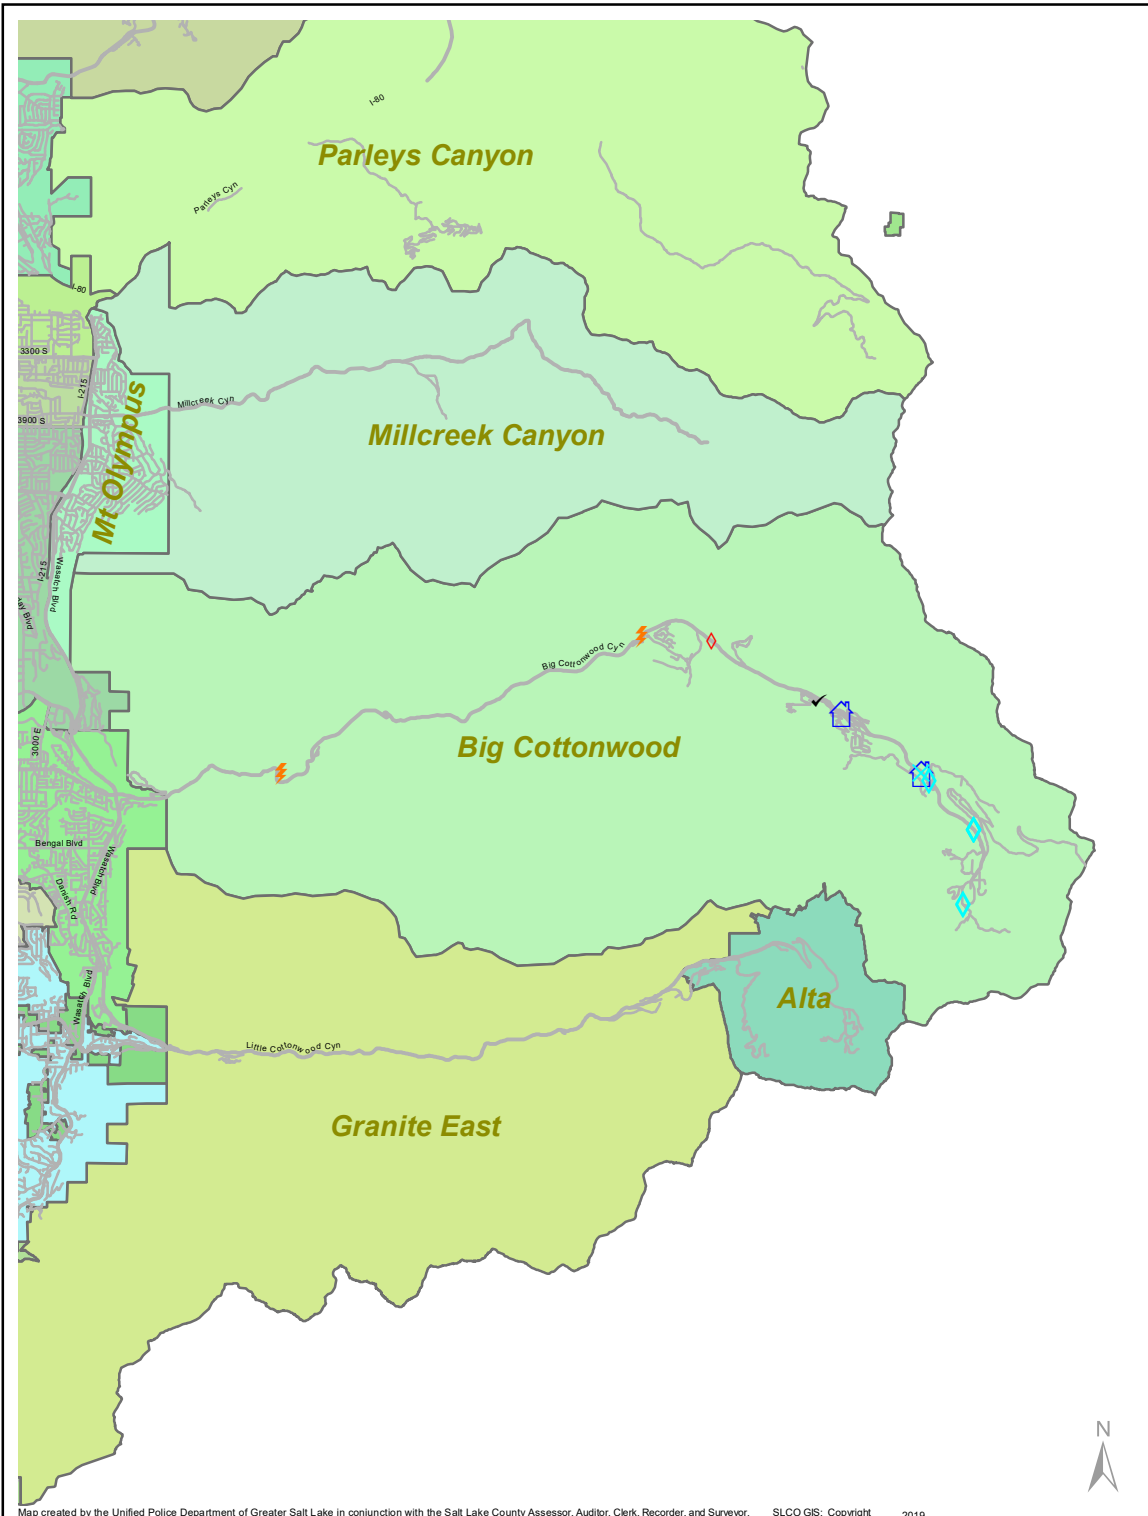 I-80
Parleys Canyon
Parleys Cyn
I-80
3300 S
I-215
Millcreek Cyn
3900 S
Millcreek Canyon
Mt Olympus
I-215
Wasatch Blvd
Blvd
Big Cottonwood Cyn
3000 E
Big Cottonwood
Bengal Blvd
Wasatch Blvd
Danish Rd
Wasatch Blvd
Alta
Little Cottonwood Cyn
Granite East
N
Map created by the Unified Police Department of Greater Salt Lake in conjunction with the Salt Lake County Assessor, Auditor, Clerk, Recorder, and Surveyor. SLCO GIS: Copyright 2019